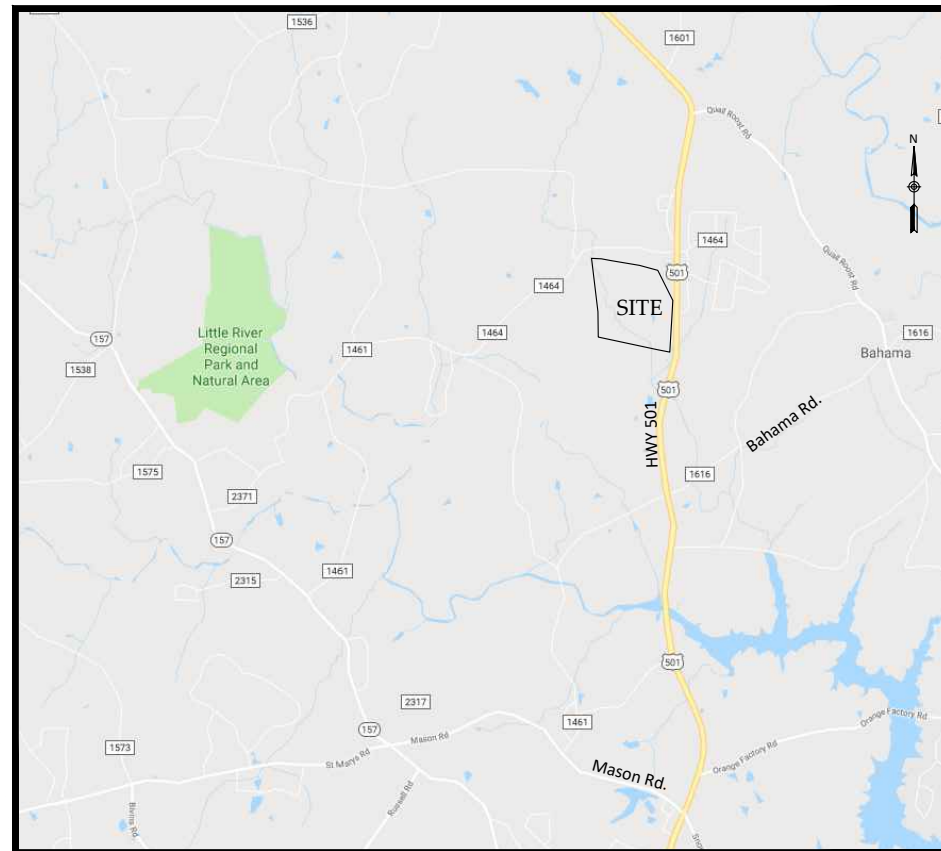 1536
1601
Quail Roost Rd
N
1464
501
1464
SITE
Quail Roost Rd
157
Little River
Regional
Park and
Natural Area
1464
1461
1616
Bahama
1538
501
HWY 501
Bahama Rd.
1575
1616
2371
157
2315
1461
501
2317
1461
157
Mason Rd
Orange Factory Rd
1573
St Marys Rd
Orange Factory Rd
Mason Rd.
Russell Rd
Bivins Rd.